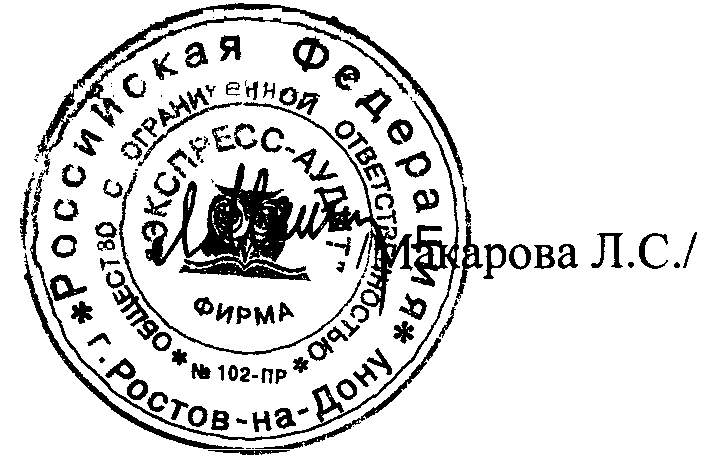 Российская Федерация
* г. Ростов-на-Дону *
ОБЩЕСТВО С ОГРАНИЧЕННОЙ ОТВЕТСТВЕННОСТЬЮ
* № 102-ПР *
"ЭКСПРЕСС-АУДИТ"
ФИРМА
/Макарова Л.С./